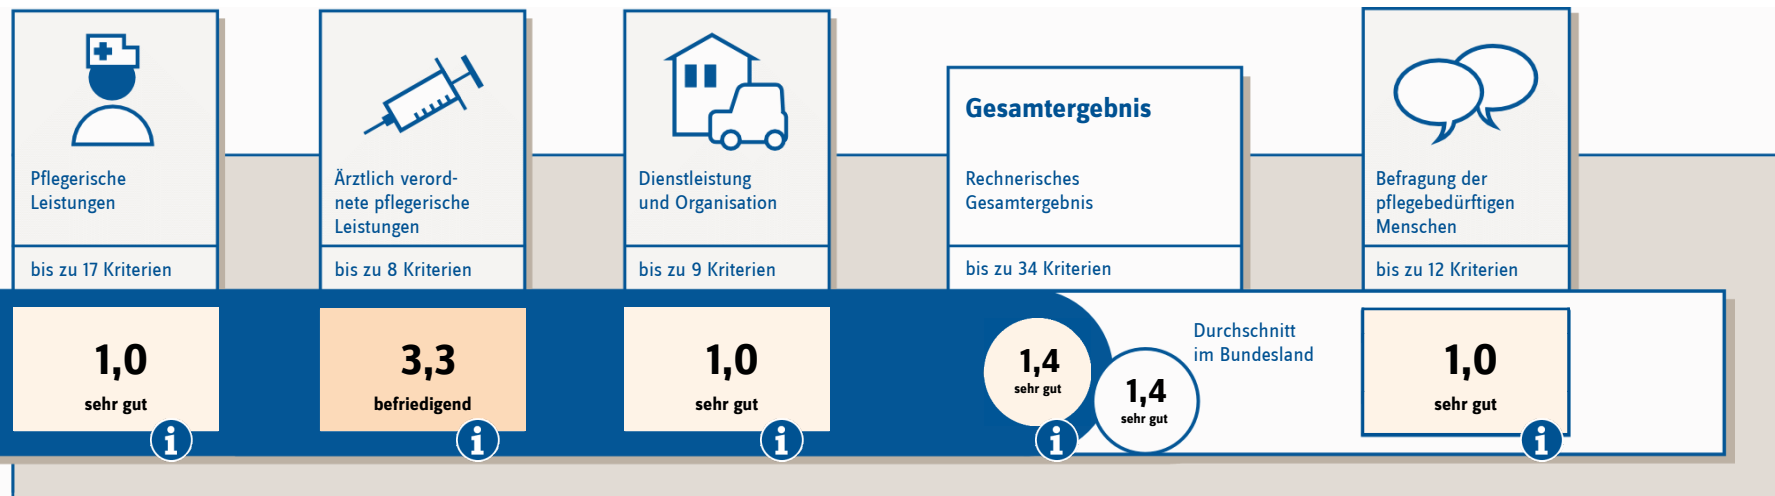 Pflegerische
Leistungen
bis zu 17 Kriterien
1,0
sehr gut
i
Ärztlich verord-
nete pflegerische
Leistungen
bis zu 8 Kriterien
3,3
befriedigend
i
Dienstleistung
und Organisation
bis zu 9 Kriterien
1,0
sehr gut
i
Gesamtergebnis
Rechnerisches
Gesamtergebnis
bis zu 34 Kriterien
1,4
sehr gut
i
Durchschnitt
im Bundesland
1,4
sehr gut
Befragung der
pflegebedürftigen
Menschen
bis zu 12 Kriterien
1,0
sehr gut
i